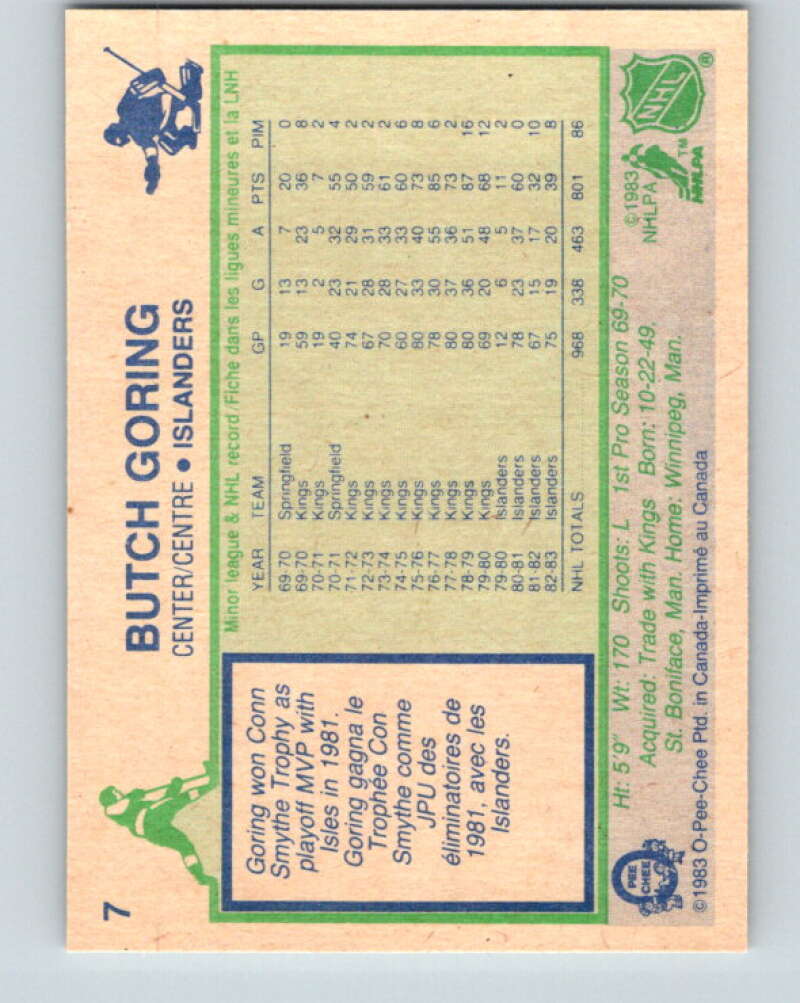 7
BUTCH GORING
CENTER/CENTRE • ISLANDERS
Goring won Conn
Smythe Trophy as
playoff MVP with
Isles in 1981.
Goring gagna le
Trophée Con
Smythe comme
JPU des
éliminatoires de
1981, avec les
Islanders.
Minor league & NHL record/Fiche dans les ligues mineures et la LNH
YEAR TEAM GP G A PTS PIM
69-70 Springfield 19 13 7 20 0
69-70 Kings 59 13 23 36 8
70-71 Kings 19 2 5 7 2
70-71 Springfield 40 23 32 55 4
71-72 Kings 74 21 29 50 2
72-73 Kings 67 28 31 59 2
73-74 Kings 70 28 33 61 2
74-75 Kings 60 27 33 60 6
75-76 Kings 80 33 40 73 8
76-77 Kings 78 30 55 85 6
77-78 Kings 80 37 36 73 2
78-79 Kings 80 36 51 87 16
79-80 Kings 69 20 48 68 12
79-80 Islanders 12 6 5 11 2
80-81 Islanders 78 23 37 60 0
81-82 Islanders 67 15 17 32 10
82-83 Islanders 75 19 20 39 8
NHL TOTALS 968 338 463 801 86
Ht: 5'9" Wt: 170 Shoots: L 1st Pro Season 69-70
Acquired: Trade with Kings Born: 10-22-49,
St. Boniface, Man. Home: Winnipeg, Man.
©1983 O-Pee-Chee Ptd. in Canada-Imprimé au Canada
O
PEE
CHEE
©1983
NHLPA
NHLPA
TM
NHL
®